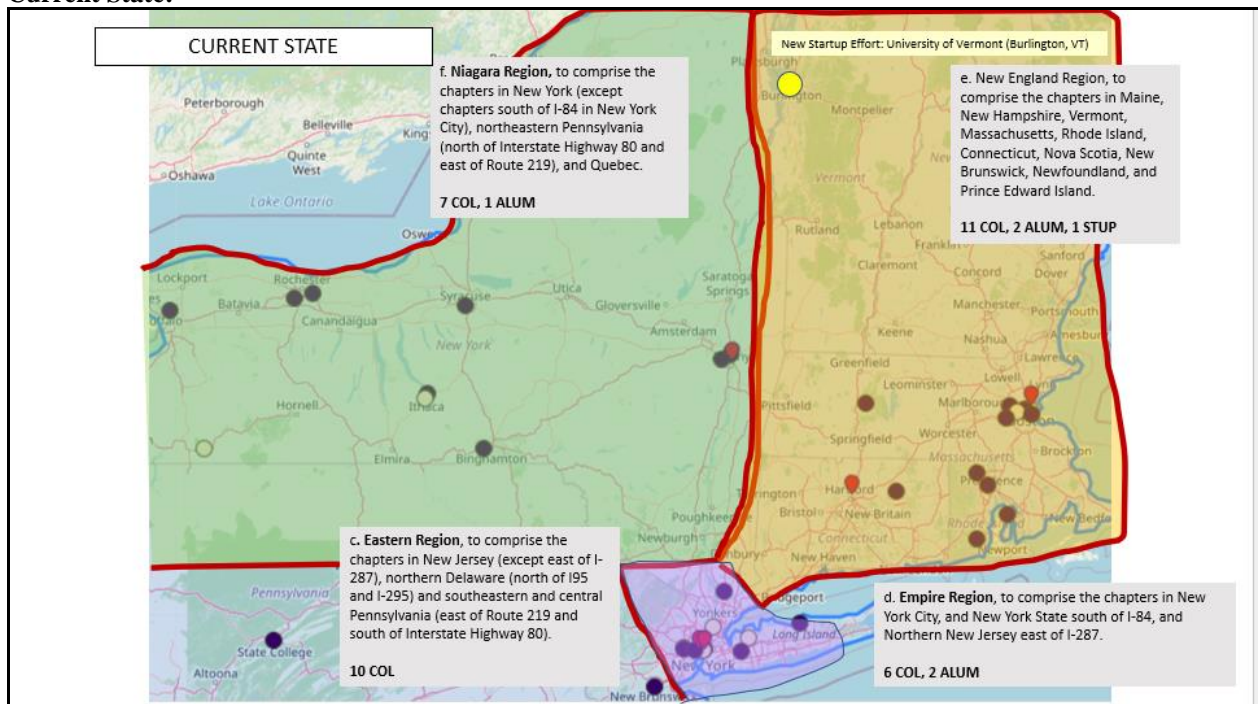 CURRENT STATE
New Startup Effort: University of Vermont (Burlington, VT)
f. Niagara Region, to comprise the
chapters in New York (except
chapters south of I-84 in New York
City), northeastern Pennsylvania
(north of Interstate Highway 80 and
east of Route 219), and Quebec.
7 COL, 1 ALUM
e. New England Region, to
comprise the chapters in Maine,
New Hampshire, Vermont,
Massachusetts, Rhode Island,
Connecticut, Nova Scotia, New
Brunswick, Newfoundland, and
Prince Edward Island.
11 COL, 2 ALUM, 1 STUP
c. Eastern Region, to comprise the
chapters in New Jersey (except east of I-
287), northern Delaware (north of I95
and I-295) and southeastern and central
Pennsylvania (east of Route 219 and
south of Interstate Highway 80).
10 COL
d. Empire Region, to comprise the chapters in New
York City, and New York State south of I-84, and
Northern New Jersey east of I-287.
6 COL, 2 ALUM
Peterborough
Belleville
Quinte
West
Oshawa
Lake Ontario
Montpelier
Vermont
Rutland
Lebanon
Claremont
Concord
Sanford
Dover
Lockport
Rochester
Batavia
Canandaigua
Syracuse
Utica
Gloversville
Saratoga
Springs
Amsterdam
New York
Manchester
Keene
Nashua
Lawrence
Greenfield
Leominster
Lowell
Pittsfield
Hornell
Ithaca
Elmira
Binghamton
Springfield
Worcester
Massachusetts
Brockton
Bristol
New Britain
Connecticut
Rhode Island
Newport
New Haven
Newburgh
Pennsylvania
State College
Altoona
Yonkers
Long Island
New York